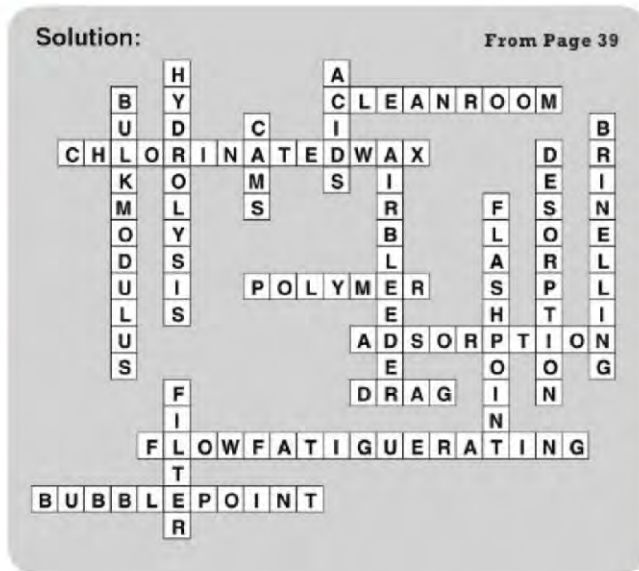 Solution:
From Page 39
HYDROLYSIS
ACIDS
BULKMODULUS
CLEANROOM
CAMS
BRINELLING
CHLORINATEDWAX
AIRBLEEDER
DESORPTION
FLASHPOINT
POLYMER
ADSORPTION
FILTER
DRAG
FLOWFATIGUERATING
BUBBLEPOINT